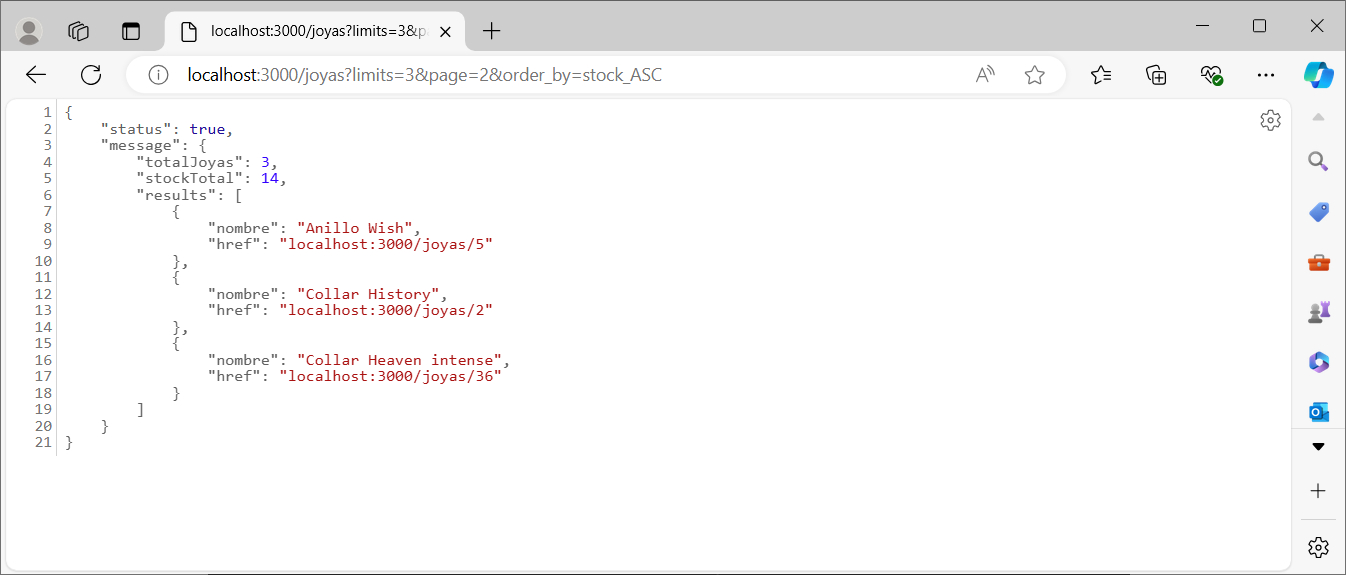 localhost:3000/joyas?limits=3&p
localhost:3000/joyas?limits=3&page=2&order_by=stock_ASC
1 {
2     "status": true,
3     "message": {
4         "totalJoyas": 3,
5         "stockTotal": 14,
6         "results": [
7             {
8                 "nombre": "Anillo Wish",
9                 "href": "localhost:3000/joyas/5"
10             },
11             {
12                 "nombre": "Collar History",
13                 "href": "localhost:3000/joyas/2"
14             },
15             {
16                 "nombre": "Collar Heaven intense",
17                 "href": "localhost:3000/joyas/36"
18             }
19         ]
20     }
21 }